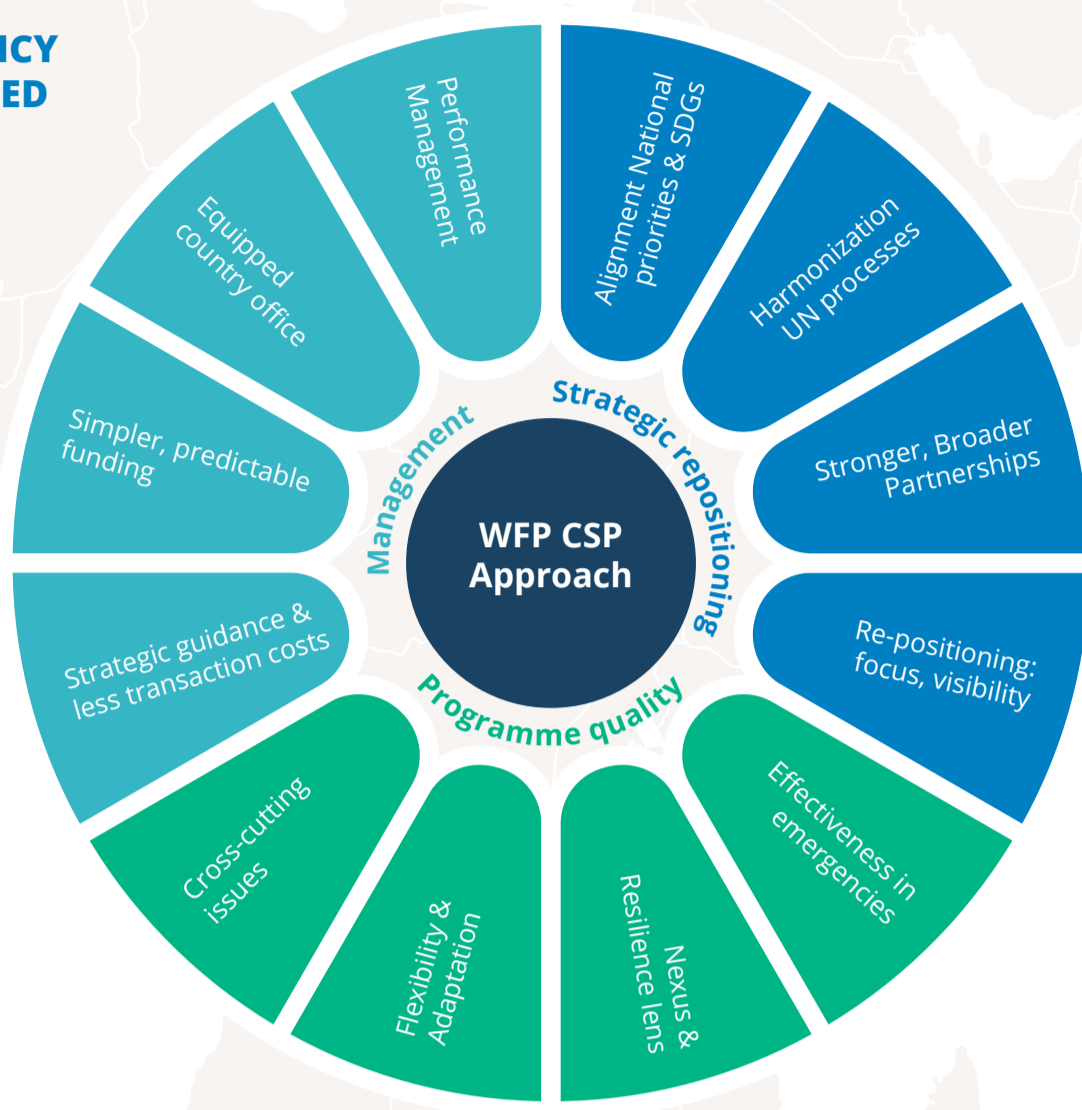 ICY
ED
Performance
Management
Alignment National
priorities & SDGs
Harmonization
UN processes
Stronger, Broader
Partnerships
Re-positioning:
focus, visibility
Effectiveness in
emergencies
Nexus &
Resilience lens
Flexibility &
Adaptation
Cross-cutting
issues
Strategic guidance &
less transaction costs
Simpler, predictable
funding
Equipped
country office
Management
Strategic repositioning
Programme quality
WFP CSP
Approach